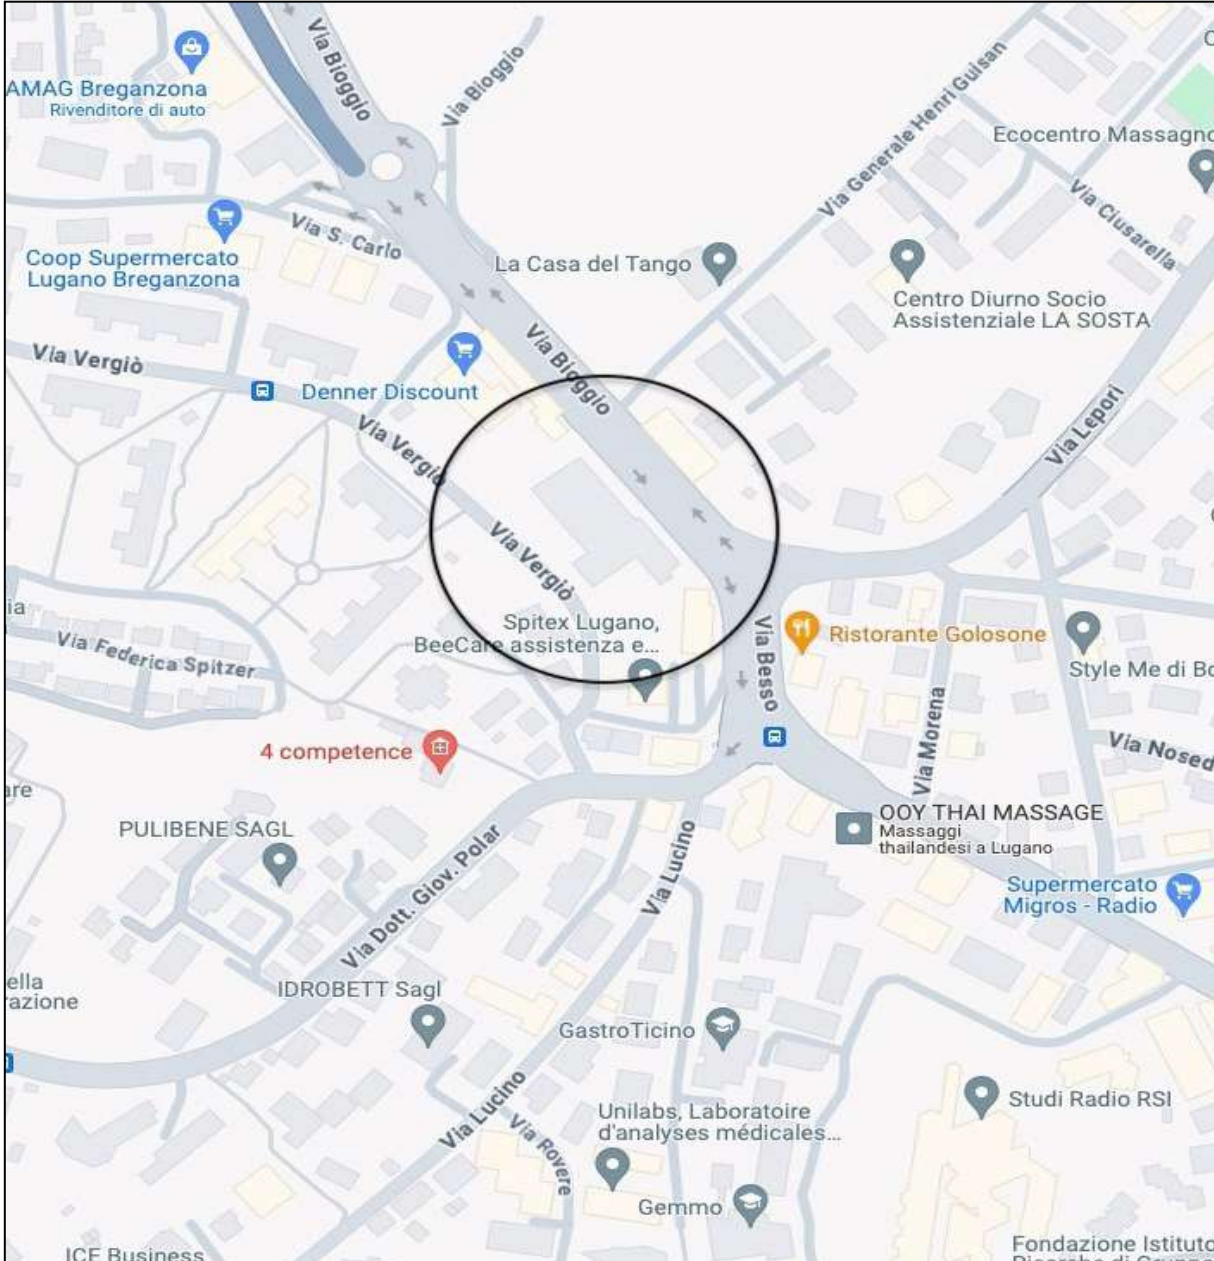 Via Bioggio
Via Bioggio
Via Generale Henri Guisan
AMAG Breganzona
Rivenditore di auto
Ecocentro Massagno
Via Ciusarella
Via S. Carlo
Coop Supermercato
Lugano Breganzona
La Casa del Tango
Centro Diurno Socio
Assistenziale LA SOSTA
Via Vergiò
Via Bioggio
Denner Discount
Via Lepori
Via Vergiò
Via Vergiò
ia
Via Federica Spitzer
Spitex Lugano,
BeeCare assistenza e...
Via Besso
Ristorante Golosone
Style Me di Bo
4 competence
Via Morena
Via Nosed
are
PULIBENE SAGL
OOY THAI MASSAGE
Massaggi
thailandesi a Lugano
Via Lucino
Via Dott. Giov. Polar
Supermercato
Migros - Radio
ella
razione
IDROBETT Sagl
GastroTicino
Via Lucino
Via Rovere
Unilabs, Laboratoire
d'analyses médicales...
Studi Radio RSI
Gemmo
ICE Business
Fondazione Istituto